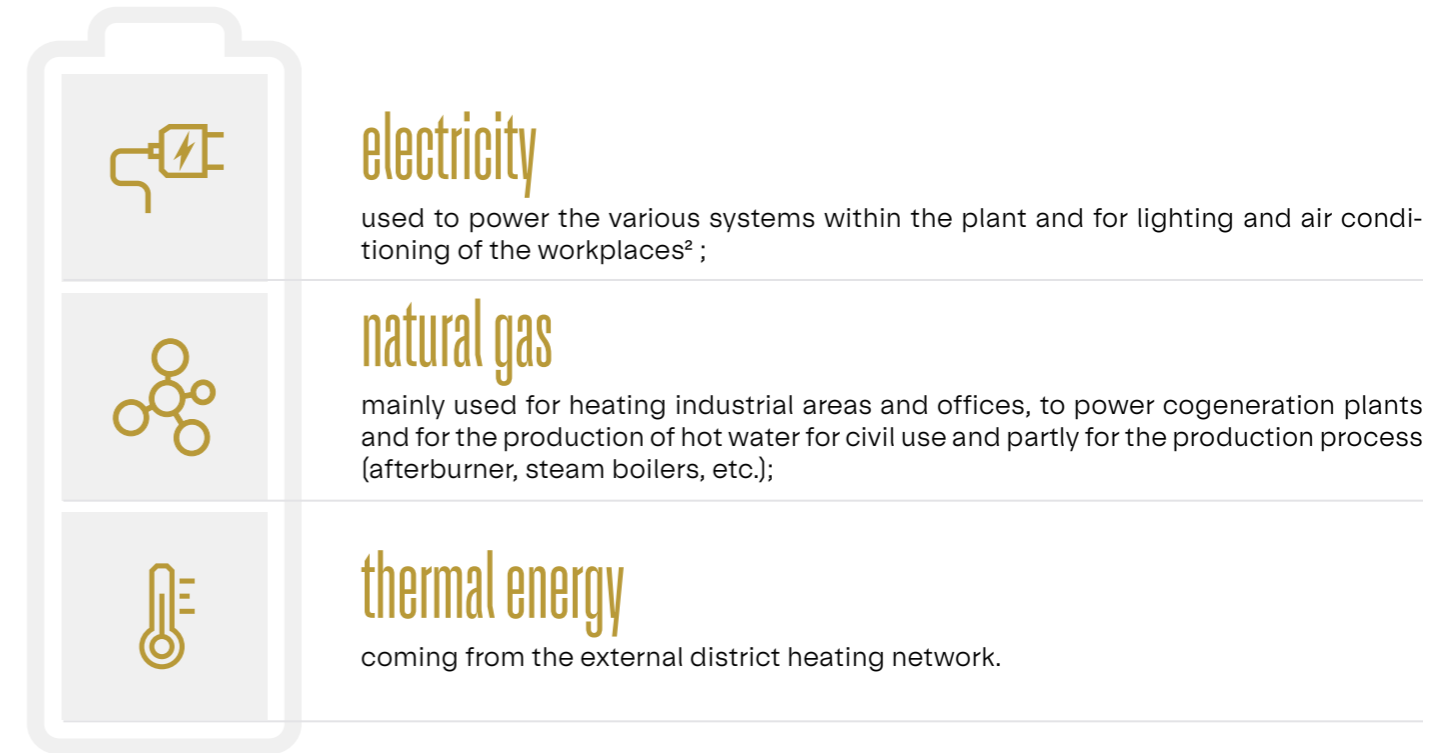 electricity
used to power the various systems within the plant and for lighting and air condi-
tioning of the workplaces² ;
natural gas
mainly used for heating industrial areas and offices, to power cogeneration plants
and for the production of hot water for civil use and partly for the production process
(afterburner, steam boilers, etc.);
thermal energy
coming from the external district heating network.